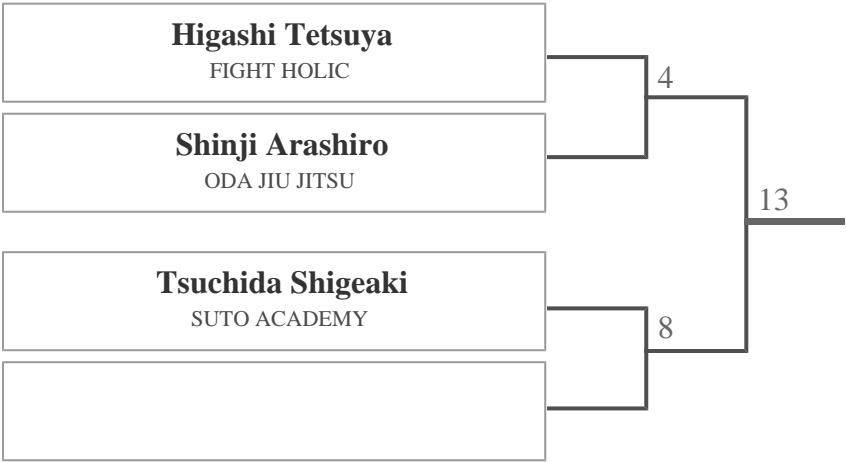 Higashi Tetsuya
FIGHT HOLIC
4
Shinji Arashiro
ODA JIU JITSU
13
Tsuchida Shigeaki
SUTO ACADEMY
8